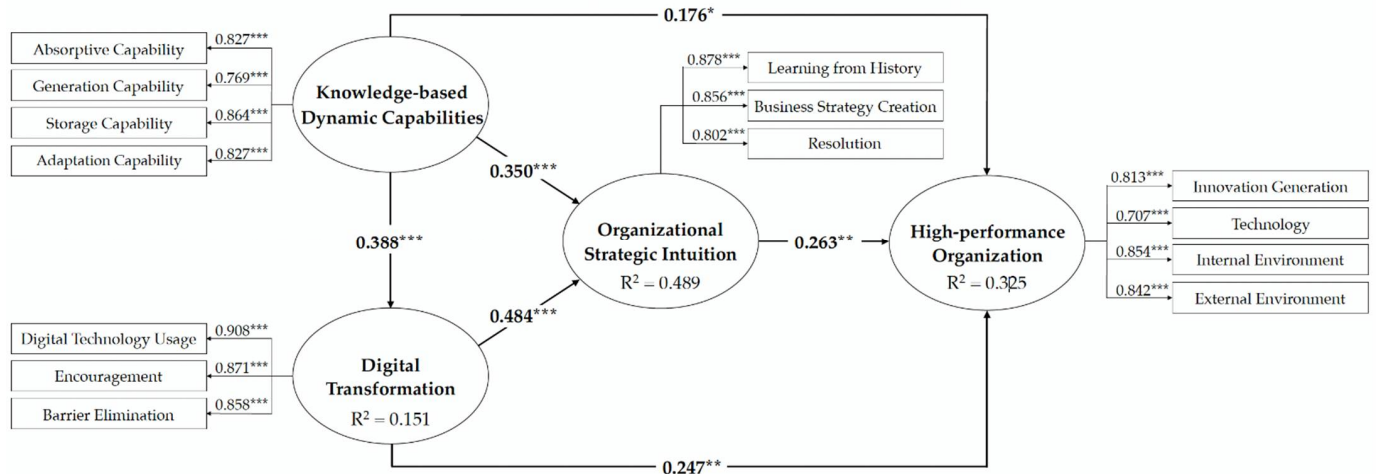 0.176*
Absorptive Capability
0.827***
Generation Capability
0.769***
Storage Capability
0.864***
Adaptation Capability
0.827***
Knowledge-based
Dynamic Capabilities
0.878***
Learning from History
0.856***
Business Strategy Creation
0.802***
Resolution
0.350***
0.388***
Organizational
Strategic Intuition
R² = 0.489
0.263**
High-performance
Organization
R² = 0.325
0.813***
Innovation Generation
0.707***
Technology
0.854***
Internal Environment
0.842***
External Environment
0.484***
Digital Technology Usage
0.908***
Encouragement
0.871***
Barrier Elimination
0.858***
Digital
Transformation
R² = 0.151
0.247**